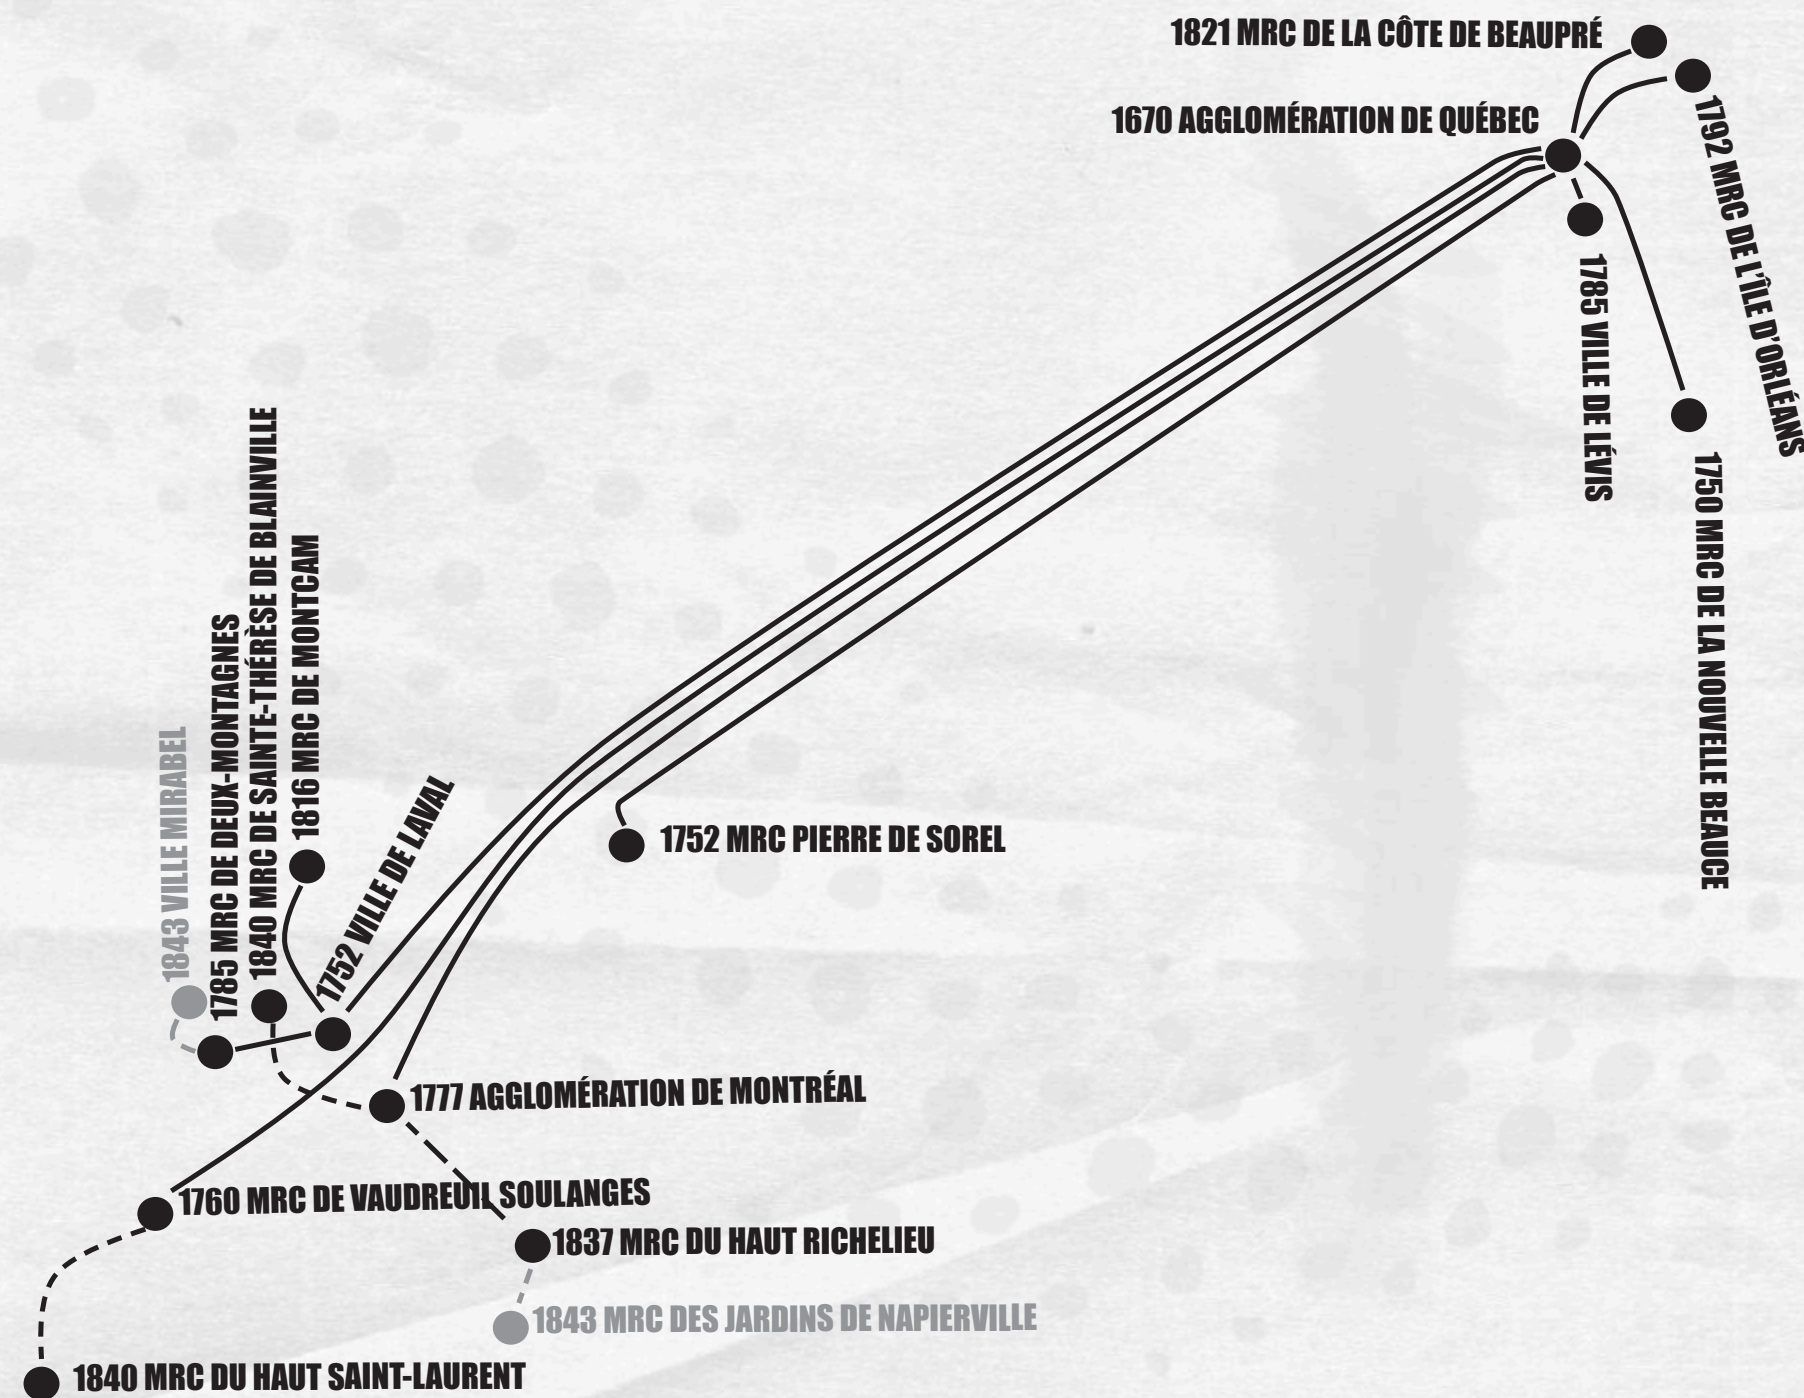 1821 MRC DE LA CÔTE DE BEAUPRÉ
1670 AGGLOMÉRATION DE QUÉBEC
1792 MRC DE L'ÎLE D'ORLÉANS
1785 VILLE DE LÉVIS
1750 MRC DE LA NOUVELLE BEAUCE
1843 VILLE MIRABEL
1785 MRC DE DEUX-MONTAGNES
1840 MRC DE SAINTE-THÉRÈSE DE BLAINVILLE
1816 MRC DE MONTCAM
1752 VILLE DE LAVAL
1752 MRC PIERRE DE SOREL
1777 AGGLOMÉRATION DE MONTRÉAL
1760 MRC DE VAUDREUIL SOULANGES
1837 MRC DU HAUT RICHELIEU
1843 MRC DES JARDINS DE NAPIERVILLE
1840 MRC DU HAUT SAINT-LAURENT